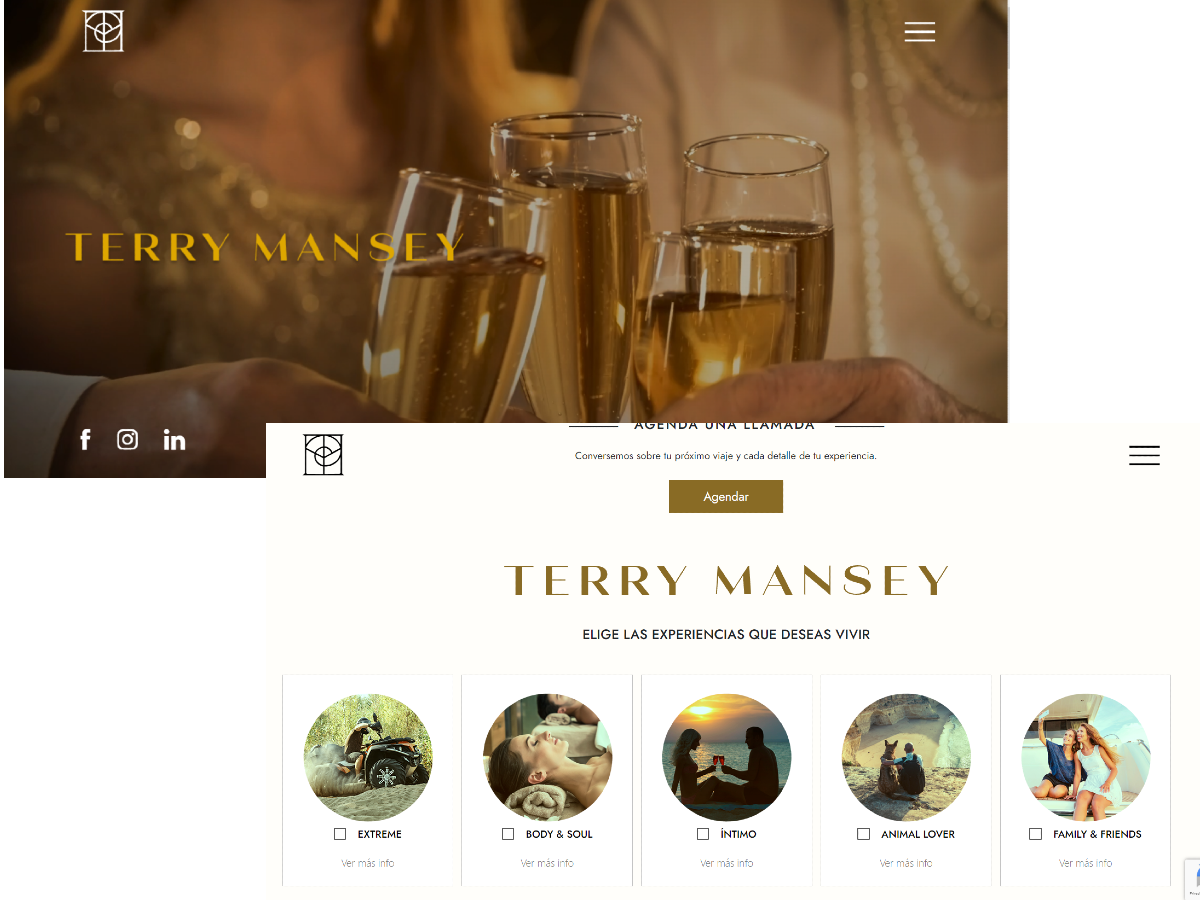 TERRY MANSEY
AGENDA UNA LLAMADA
Conversemos sobre tu próximo viaje y cada detalle de tu experiencia.
Agendar
TERRY MANSEY
ELIGE LAS EXPERIENCIAS QUE DESEAS VIVIR
EXTREME
Ver más info
BODY & SOUL
Ver más info
ÍNTIMO
Ver más info
ANIMAL LOVER
Ver más info
FAMILY & FRIENDS
Ver más info